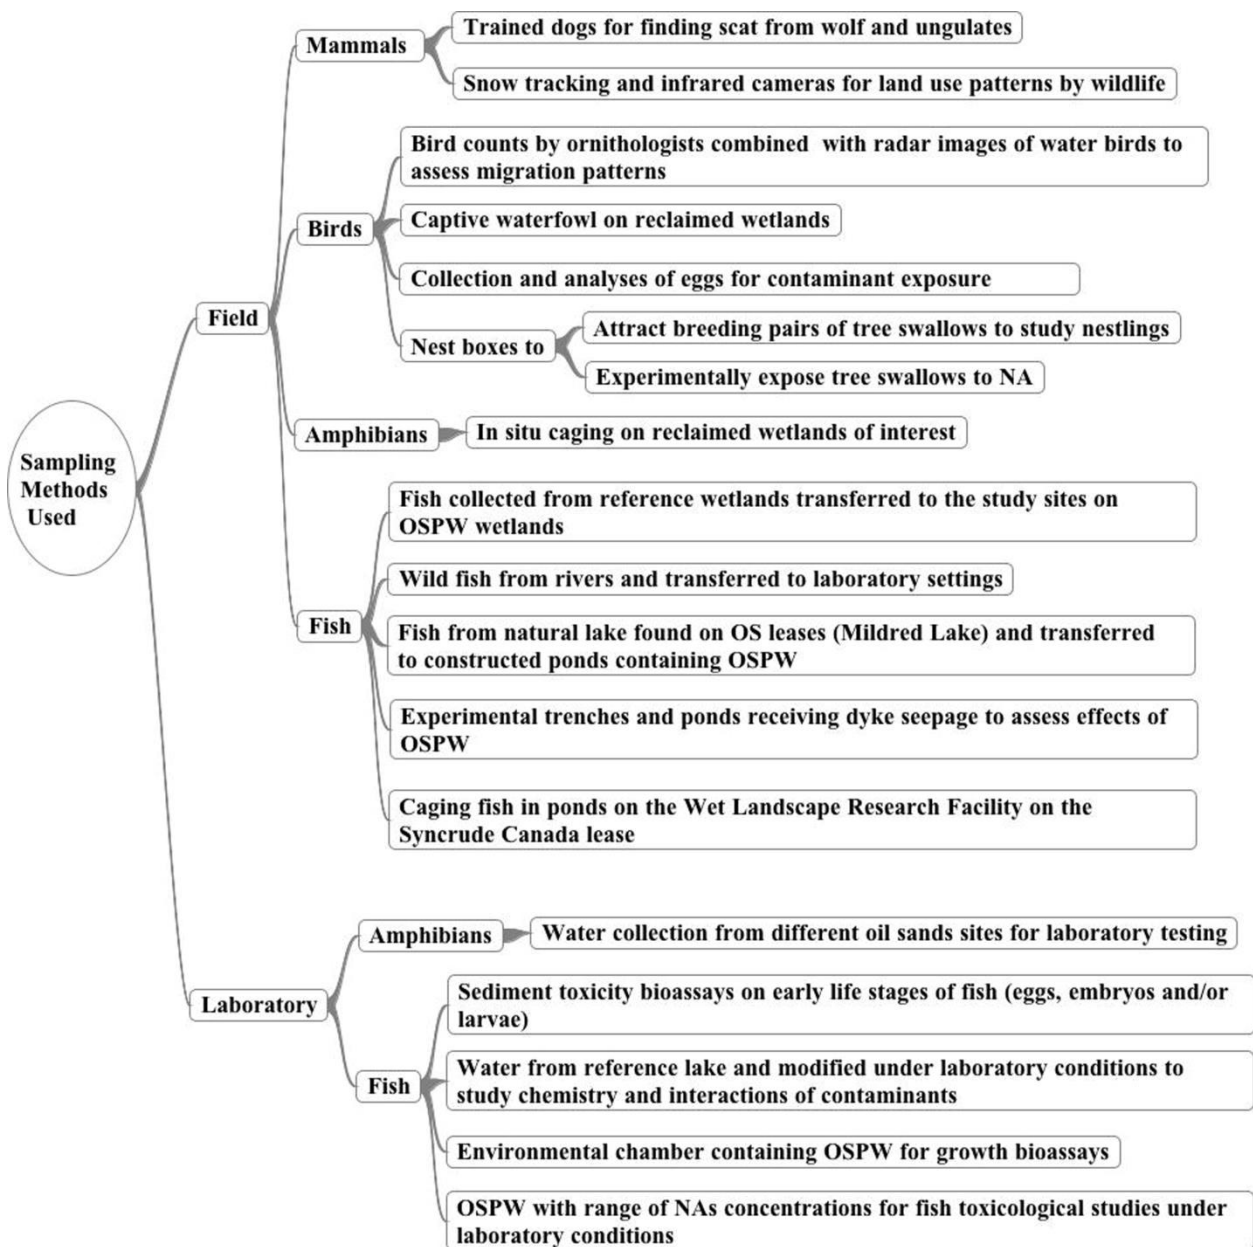 Sampling
Methods
Used
Field
Mammals
Trained dogs for finding scat from wolf and ungulates
Snow tracking and infrared cameras for land use patterns by wildlife
Birds
Bird counts by ornithologists combined with radar images of water birds to
assess migration patterns
Captive waterfowl on reclaimed wetlands
Collection and analyses of eggs for contaminant exposure
Nest boxes to
Attract breeding pairs of tree swallows to study nestlings
Experimentally expose tree swallows to NA
Amphibians
In situ caging on reclaimed wetlands of interest
Fish
Fish collected from reference wetlands transferred to the study sites on
OSPW wetlands
Wild fish from rivers and transferred to laboratory settings
Fish from natural lake found on OS leases (Mildred Lake) and transferred
to constructed ponds containing OSPW
Experimental trenches and ponds receiving dyke seepage to assess effects of
OSPW
Caging fish in ponds on the Wet Landscape Research Facility on the
Syncrude Canada lease
Laboratory
Amphibians
Water collection from different oil sands sites for laboratory testing
Fish
Sediment toxicity bioassays on early life stages of fish (eggs, embryos and/or
larvae)
Water from reference lake and modified under laboratory conditions to
study chemistry and interactions of contaminants
Environmental chamber containing OSPW for growth bioassays
OSPW with range of NAs concentrations for fish toxicological studies under
laboratory conditions